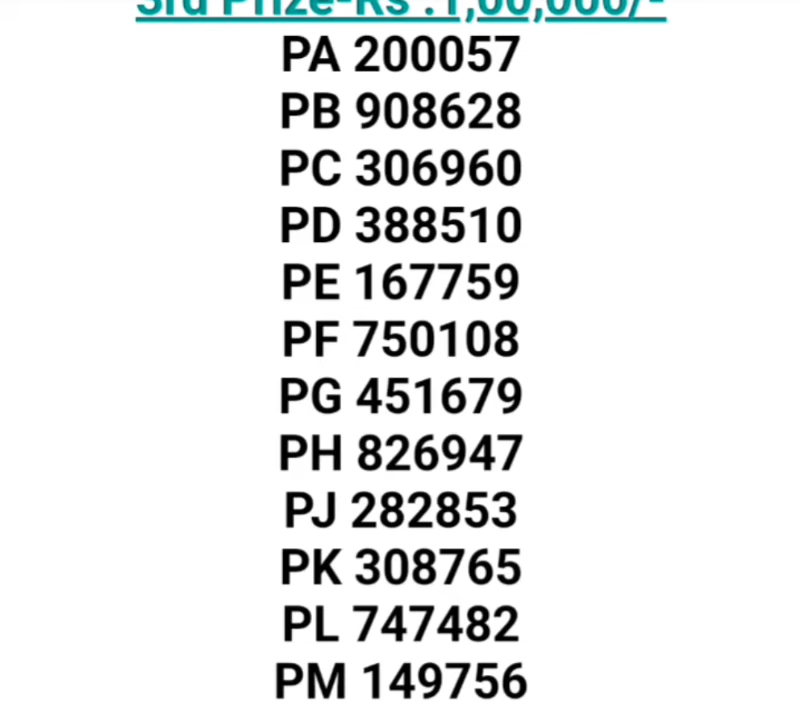 3rd Prize-Rs :1,00,000/-
PA 200057
PB 908628
PC 306960
PD 388510
PE 167759
PF 750108
PG 451679
PH 826947
PJ 282853
PK 308765
PL 747482
PM 149756